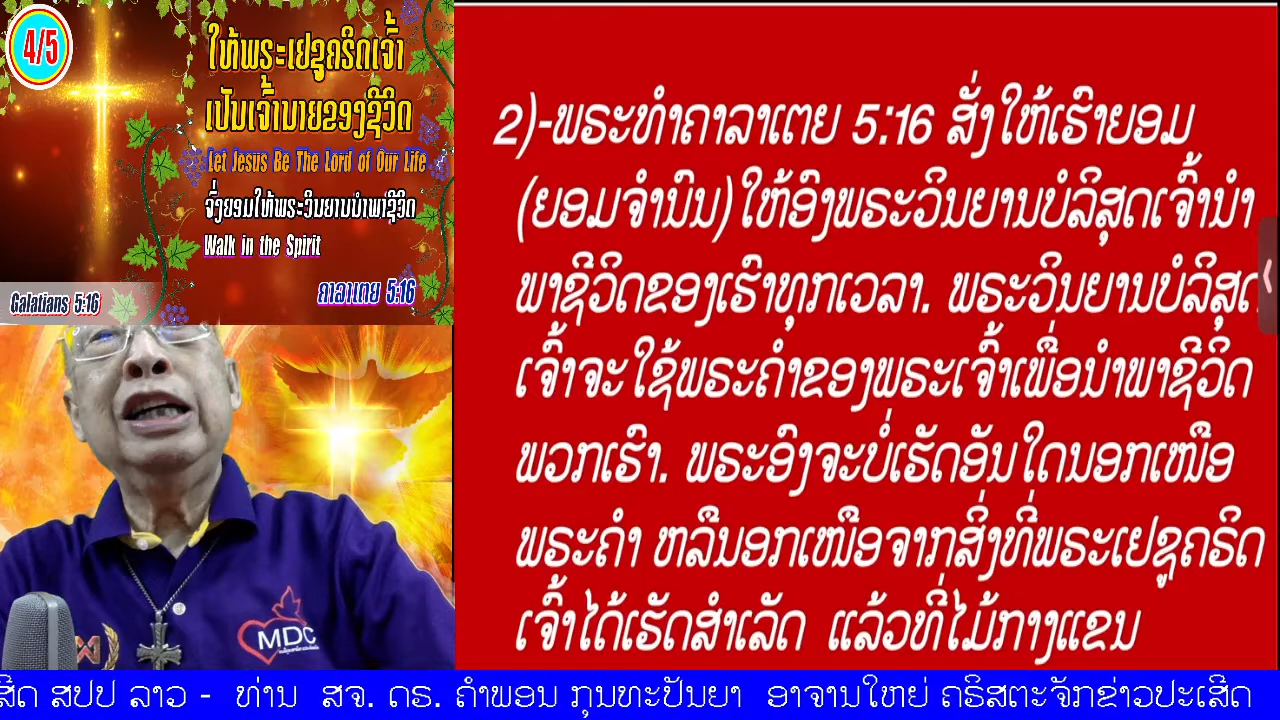 4/5
ໃຫ້ພຣະເຢຊູຄຣິດເຈົ້າ
ເປັນເຈົ້ານາຍຂອງຊີວິດ
Let Jesus Be The Lord of Our Life
ຈົ່ງຍອມໃຫ້ພຣະວິນຍານນໍາພາຊີວິດ
Walk in the Spirit
ຄາລາເຕຍ 5:16
Galatians 5:16
2)-ພຣະທໍາຄາລາເຕຍ 5:16 ສັ່ງໃຫ້ເຮົາຍອມ
(ຍອມຈໍານົນ) ໃຫ້ອົງພຣະວິນຍານບໍລິສຸດເຈົ້ານໍາ
ພາຊີວິດຂອງເຮົາທຸກເວລາ. ພຣະວິນຍານບໍລິສຸດ
ເຈົ້າຈະໃຊ້ພຣະຄໍາຂອງພຣະເຈົ້າເພື່ອນໍາພາຊີວິດ
ພວກເຮົາ. ພຣະອົງຈະບໍ່ເຮັດອັນໃດນອກເໜືອ
ພຣະຄໍາ ຫລືນອກເໜືອຈາກສິ່ງທີ່ພຣະເຢຊູຄຣິດ
ເຈົ້າໄດ້ເຮັດສໍາເລັດ ແລ້ວທີ່ໄມ້ກາງແຂນ
MDC
ສີດ ສປປ ລາວ - ທ່ານ ສຈ. ດຣ. ຄໍາພອນ ກຸນທະປັນຍາ ອາຈານໃຫຍ່ ຄຣິສຕະຈັກຂ່າວປະເສີດ